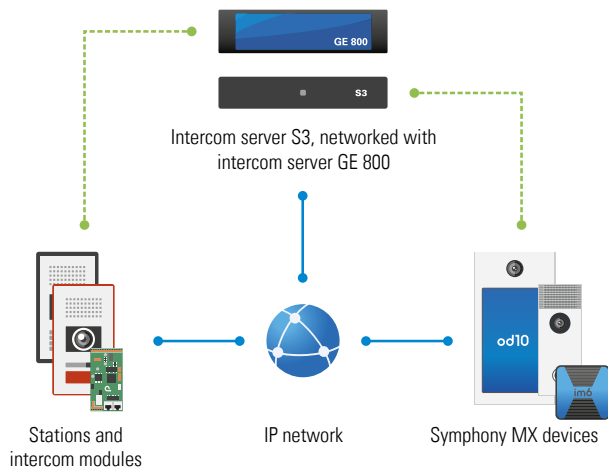 GE 800
S3
Intercom server S3, networked with
intercom server GE 800
od10
im6
Stations and
intercom modules
IP network
Symphony MX devices